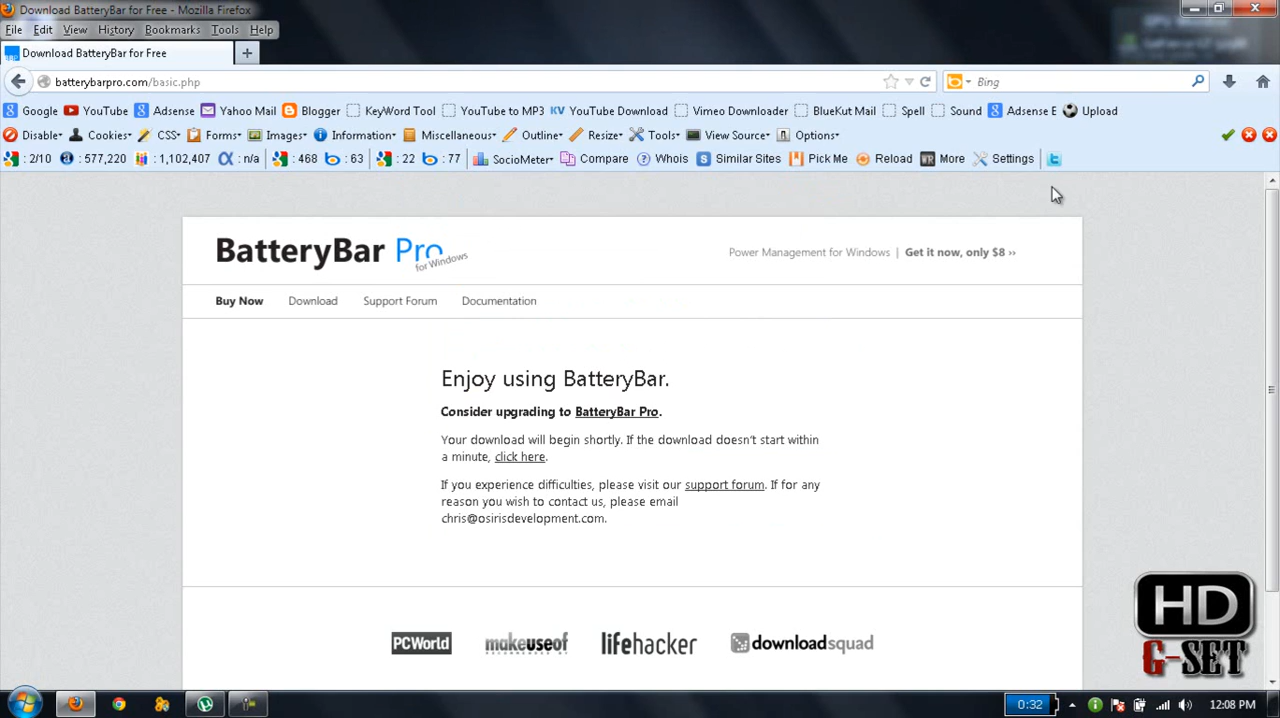 Download BatteryBar for Free - Mozilla Firefox
File Edit View History Bookmarks Tools Help
Download BatteryBar for Free +
batterybarpro.com/basic.php Bing
Google YouTube Adsense Yahoo Mail Blogger KeyWord Tool YouTube to MP3 KV YouTube Download Vimeo Downloader BlueKut Mail Spell Sound Adsense E Upload
Disable Cookies CSS Forms Images Information Miscellaneous Outline Resize Tools View Source Options
: 2/10 : 577,220 : 1,102,407 : n/a : 468 : 63 : 22 : 77 SocioMeter Compare Whois Similar Sites Pick Me Reload WR More Settings
BatteryBar Pro
for Windows
Power Management for Windows | Get it now, only $8 ››
Buy Now Download Support Forum Documentation
Enjoy using BatteryBar.
Consider upgrading to BatteryBar Pro.
Your download will begin shortly. If the download doesn't start within
a minute, click here.
If you experience difficulties, please visit our support forum. If for any
reason you wish to contact us, please email
chris@osirisdevelopment.com.
PCWorld makeuseof lifehacker downloadsquad
HD
G-SET
0:32 12:08 PM